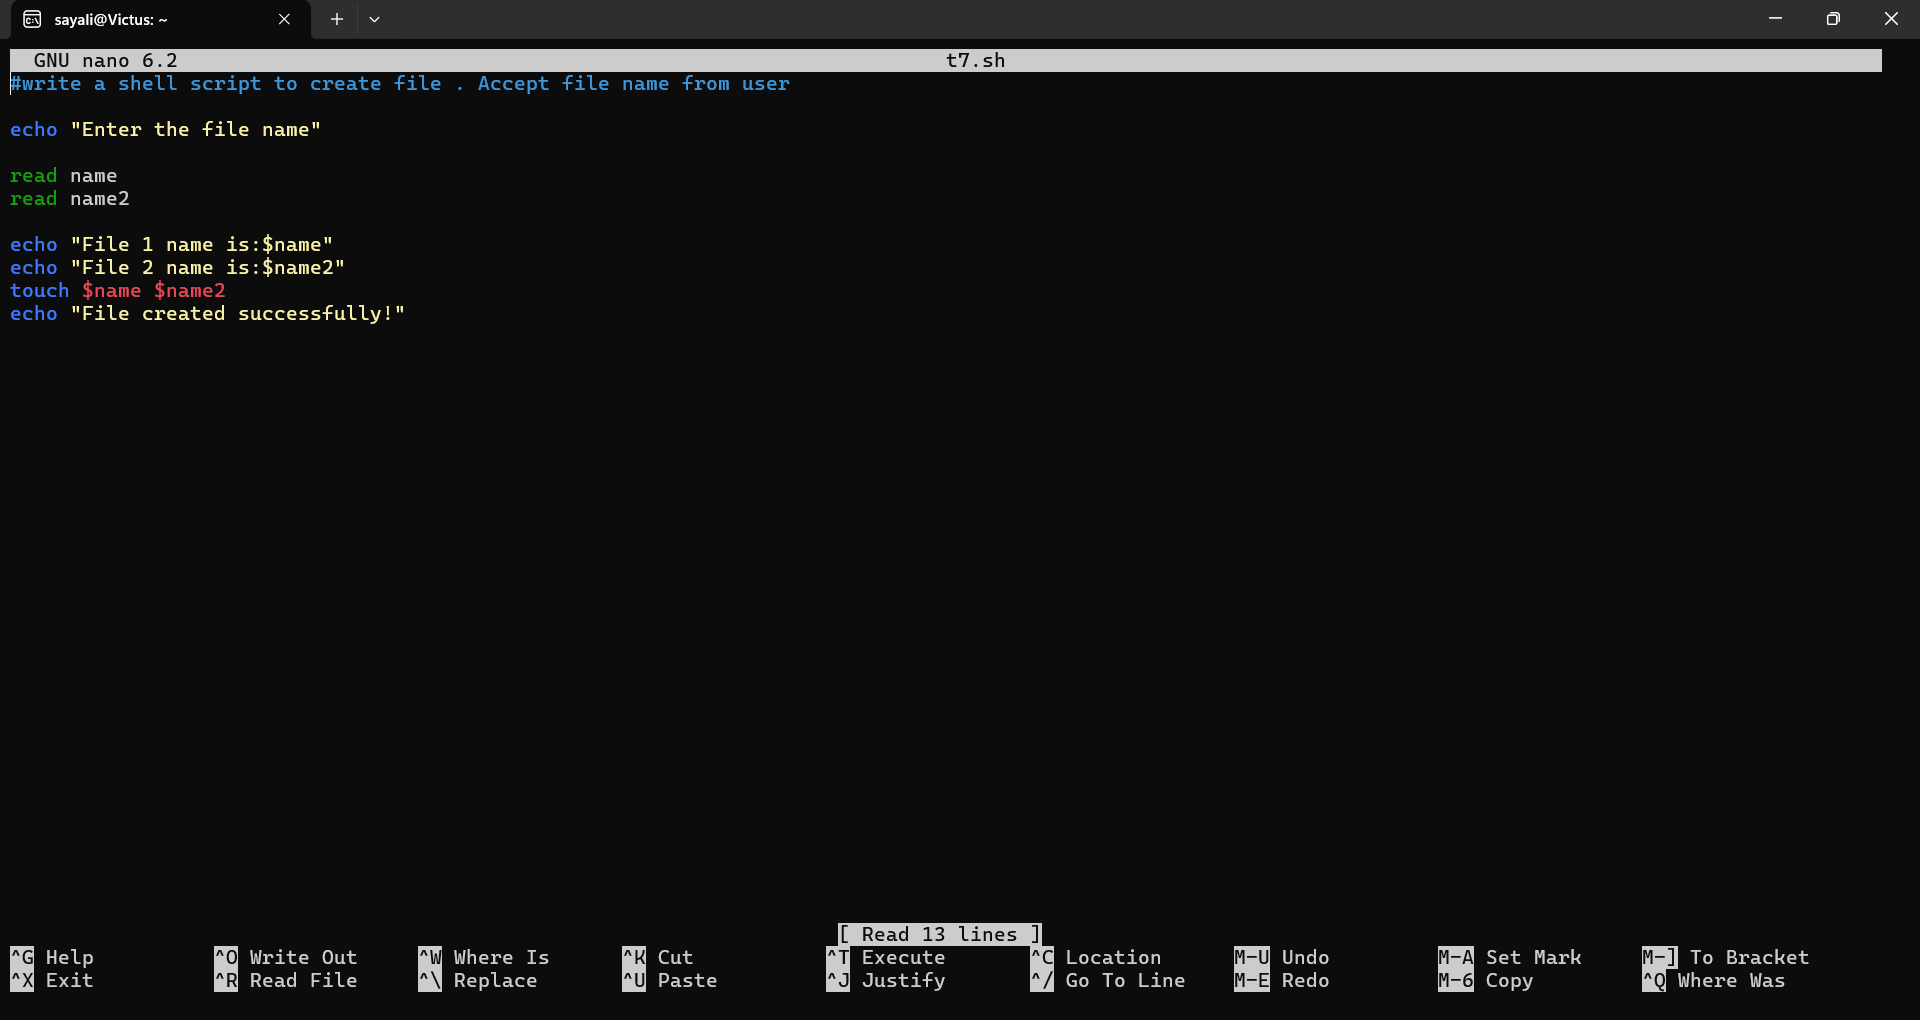 sayali@Victus: ~
GNU nano 6.2 t7.sh
#write a shell script to create file . Accept file name from user
echo "Enter the file name"
read name
read name2
echo "File 1 name is:$name"
echo "File 2 name is:$name2"
touch $name $name2
echo "File created successfully!"
[ Read 13 lines ]
^G Help ^O Write Out ^W Where Is ^K Cut ^T Execute ^C Location M-U Undo M-A Set Mark M-] To Bracket
^X Exit ^R Read File ^\ Replace ^U Paste ^J Justify ^/ Go To Line M-E Redo M-6 Copy ^Q Where Was